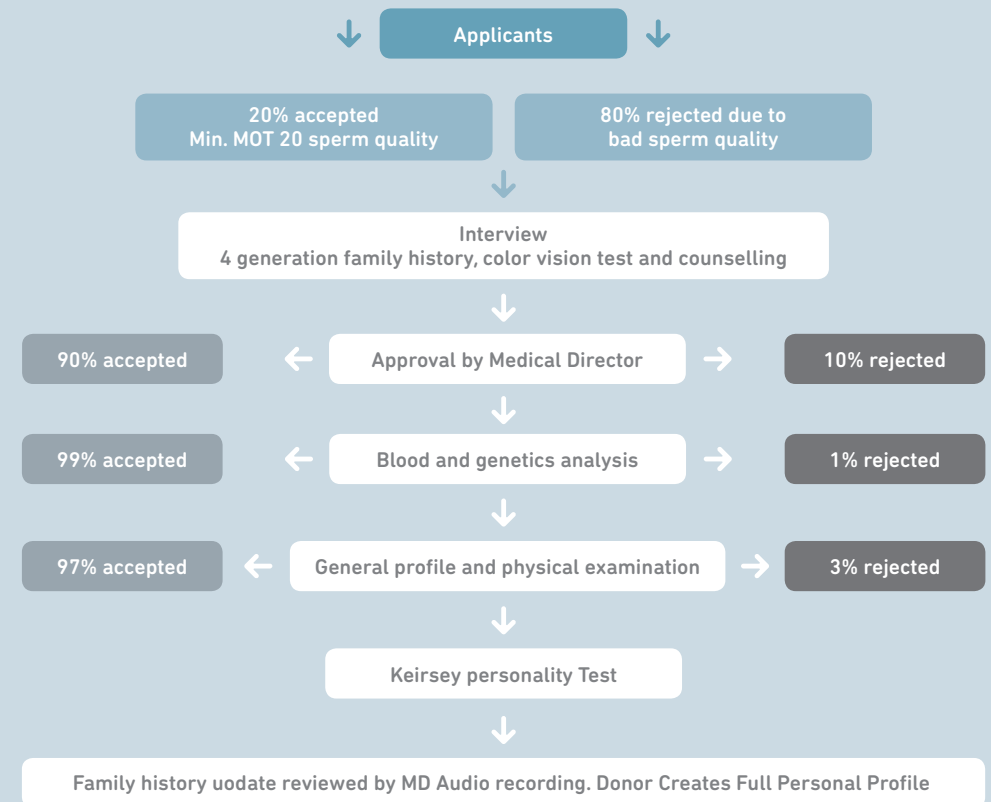 Applicants
20% accepted
Min. MOT 20 sperm quality
80% rejected due to
bad sperm quality
Interview
4 generation family history, color vision test and counselling
90% accepted
Approval by Medical Director
10% rejected
99% accepted
Blood and genetics analysis
1% rejected
97% accepted
General profile and physical examination
3% rejected
Keirsey personality Test
Family history uodate reviewed by MD Audio recording. Donor Creates Full Personal Profile